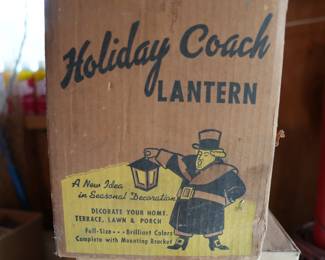 Holiday Coach
LANTERN
A New Idea
in Seasonal Decoration
DECORATE YOUR HOME,
TERRACE, LAWN & PORCH
Full-Size • • • Brilliant Colors
Complete with Mounting Bracket